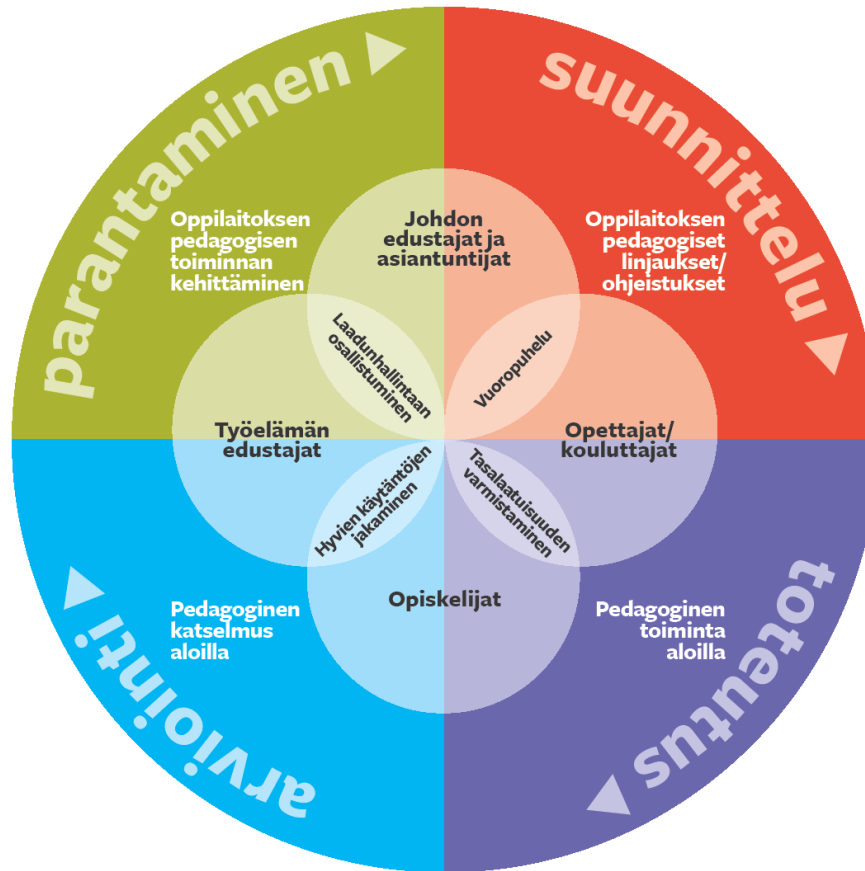 parantaminen
suunnittelu
Oppilaitoksen
pedagogisen
toiminnan
kehittäminen
Johdon
edustajat ja
asiantuntijat
Oppilaitoksen
pedagogiset
linjaukset/
ohjeistukset
Laadunhallintaan
osallistuminen
Vuoropuhelu
Työelämän
edustajat
Opettajat/
kouluttajat
Hyvien käytäntöjen
jakaminen
Tasalaatuisuuden
varmistaminen
Opiskelijat
Pedagoginen
katselmus
aloilla
Pedagoginen
toiminta
aloilla
arviointi
toteutus